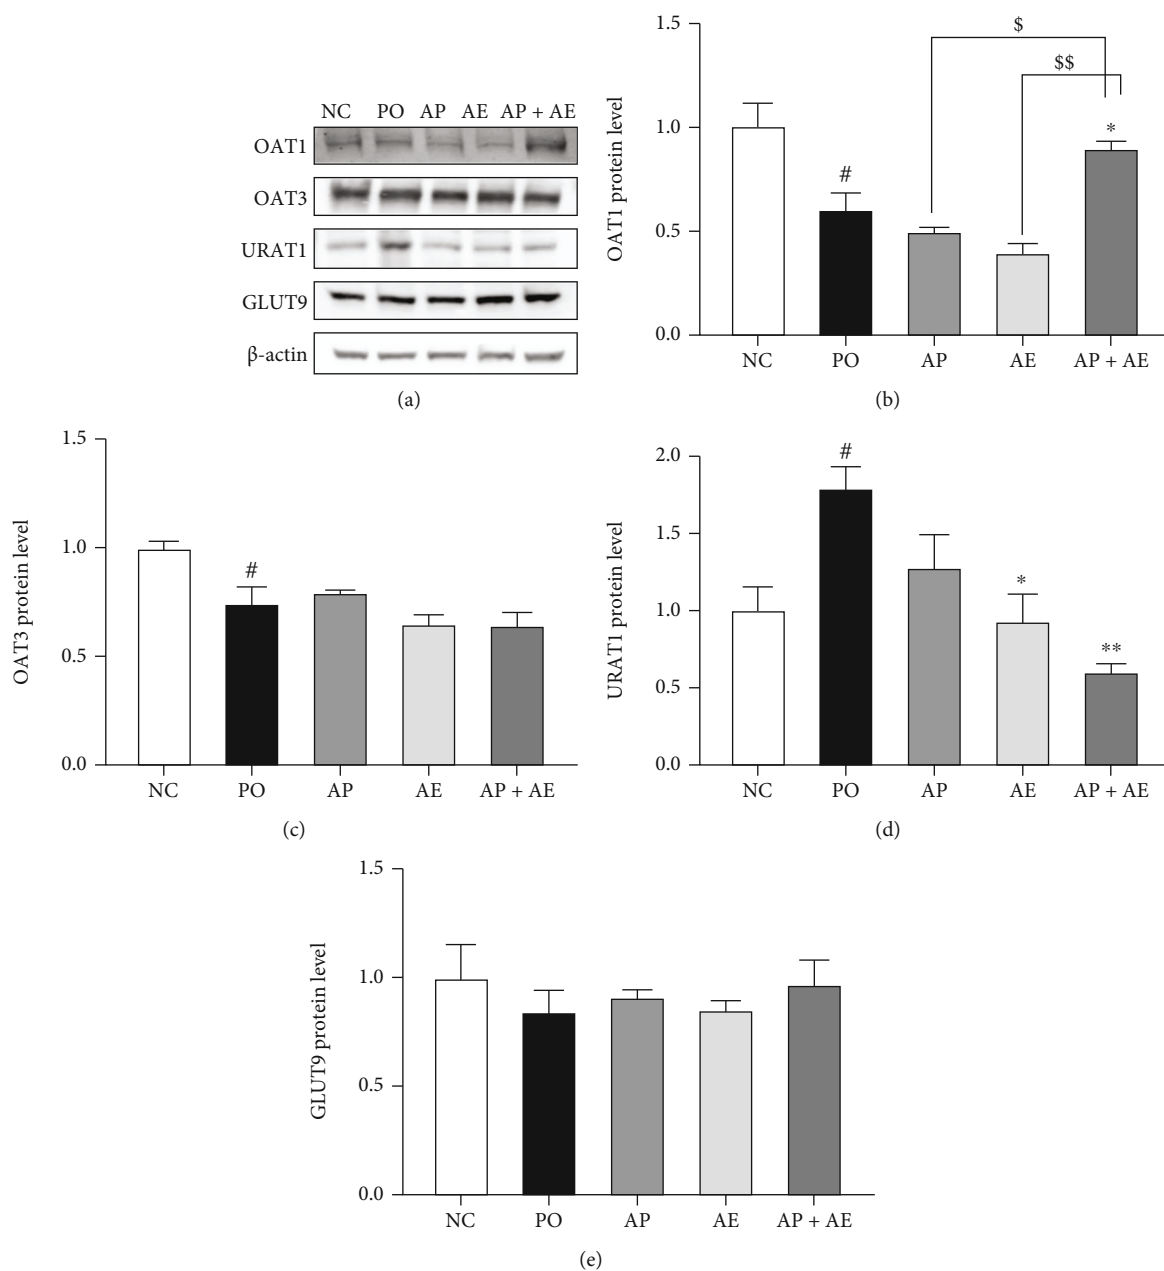 NC PO AP AE AP + AE
OAT1
OAT3
URAT1
GLUT9
β-actin
(a)
OAT1 protein level
1.5
1.0
0.5
0.0
$
$$
#
*
NC PO AP AE AP + AE
(b)
OAT3 protein level
1.5
1.0
0.5
0.0
#
NC PO AP AE AP + AE
(c)
URAT1 protein level
2.0
1.5
1.0
0.5
0.0
#
*
**
NC PO AP AE AP + AE
(d)
GLUT9 protein level
1.5
1.0
0.5
0.0
NC PO AP AE AP + AE
(e)